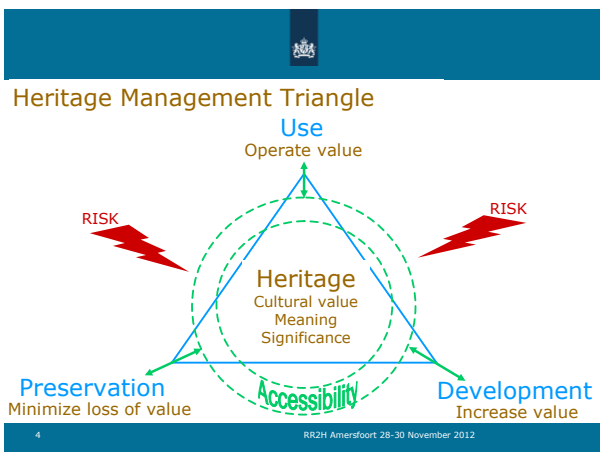 Heritage Management Triangle
Use
Operate value
RISK
RISK
Heritage
Cultural value
Meaning
Significance
Preservation
Minimize loss of value
Accessibility
Development
Increase value
4
RR2H Amersfoort 28-30 November 2012